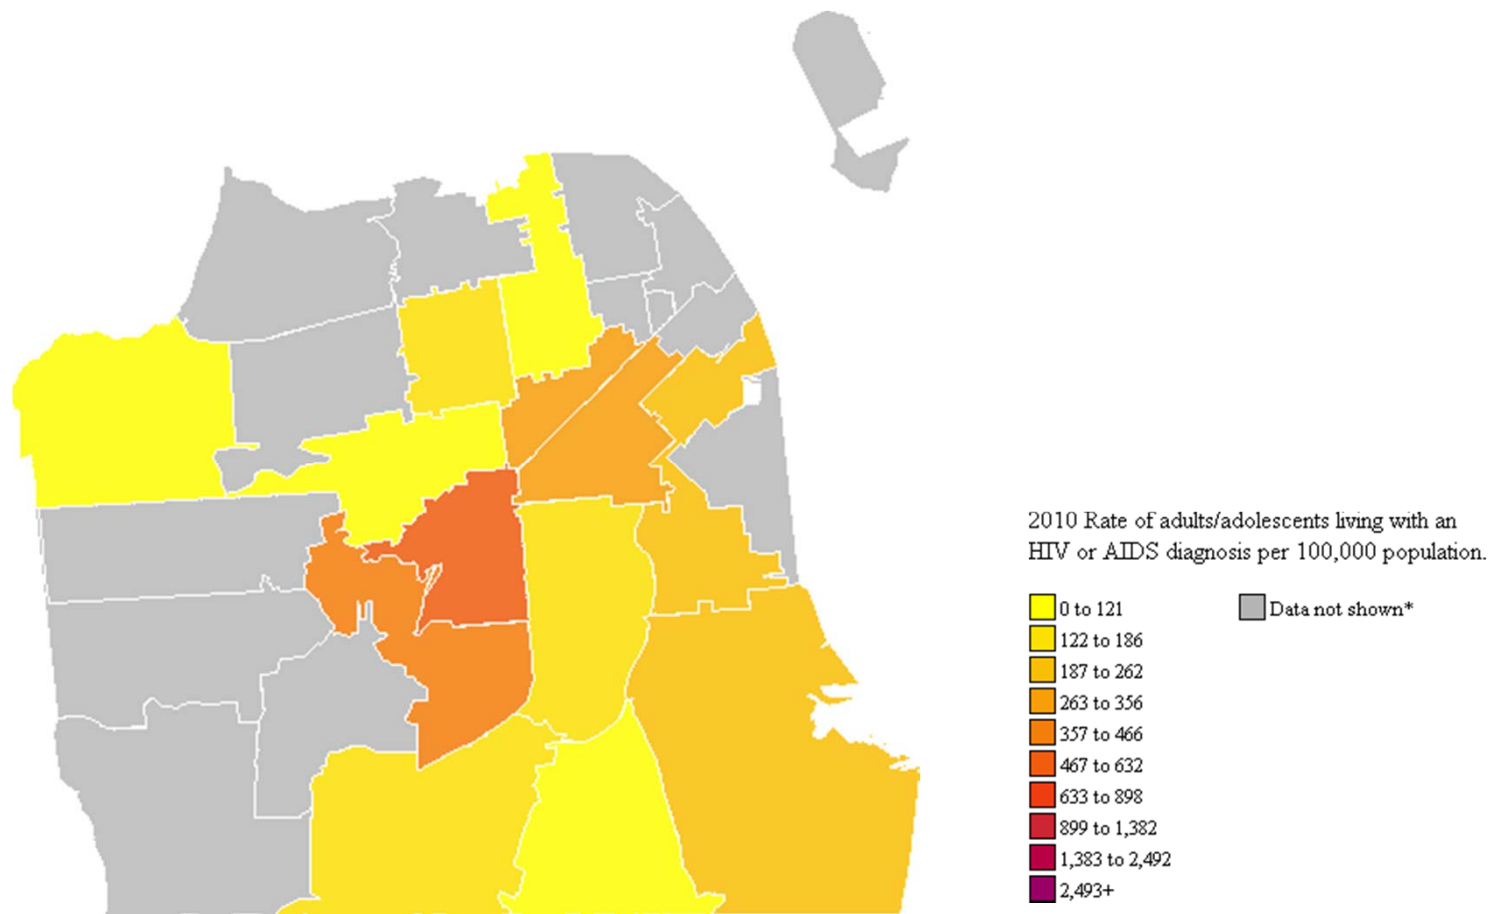 2010 Rate of adults/adolescents living with an
HIV or AIDS diagnosis per 100,000 population.
0 to 121
122 to 186
187 to 262
263 to 356
357 to 466
467 to 632
633 to 898
899 to 1,382
1,383 to 2,492
2,493+
Data not shown*